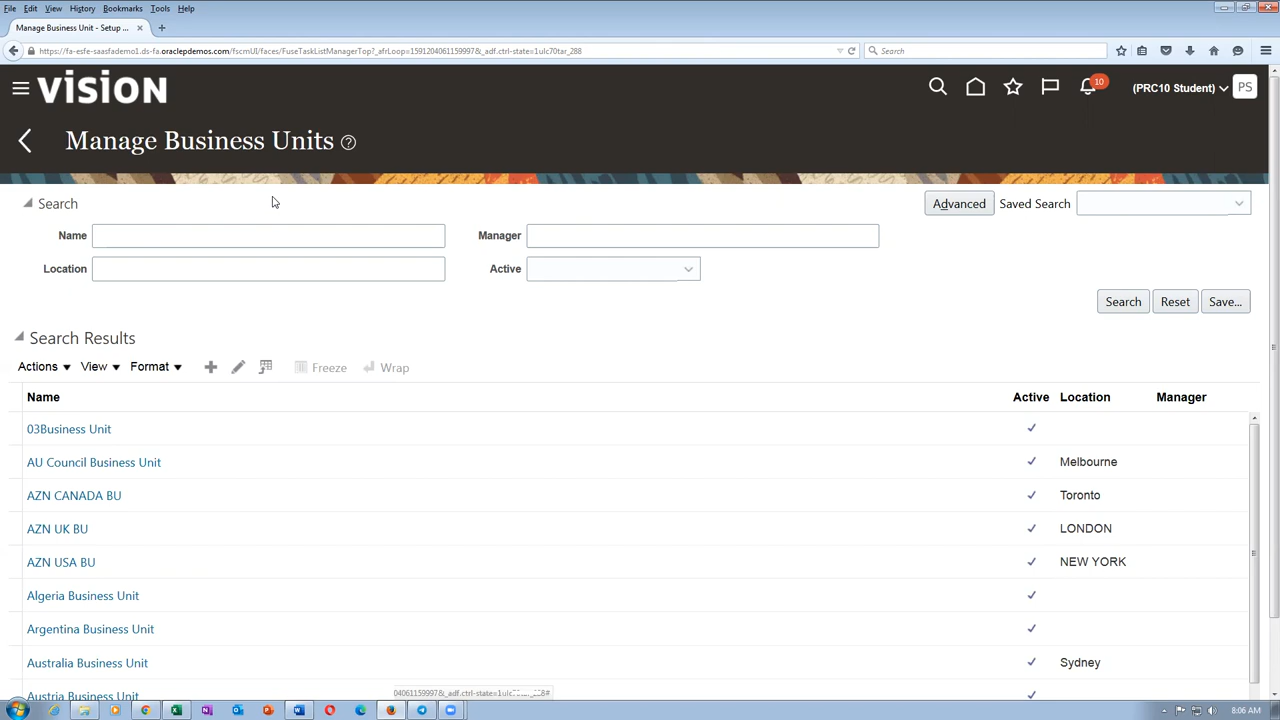 File Edit View History Bookmarks Tools Help
Manage Business Unit - Setup ... × +
https://fa-esfe-saasfademo1.ds-fa.oraclepdemos.com/fscmUI/faces/FuseTaskListManagerTop?_afrLoop=1591204061159997&_adf.ctrl-state=1ulc70tar_288
Search
VISION
10
(PRC10 Student)
PS
Manage Business Units ?
Search
Advanced Saved Search
Name
Manager
Location
Active
Search Reset Save...
Search Results
Actions View Format Freeze Wrap
Name Active Location Manager
03Business Unit
AU Council Business Unit Melbourne
AZN CANADA BU Toronto
AZN UK BU LONDON
AZN USA BU NEW YORK
Algeria Business Unit
Argentina Business Unit
Australia Business Unit Sydney
Austria Business Unit
8:06 AM